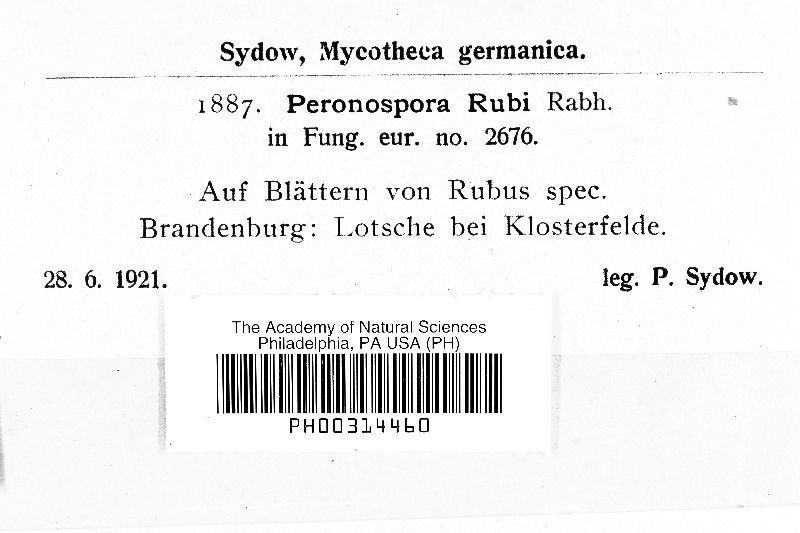 Sydow, Mycotheca germanica.
1887. Peronospora Rubi Rabh.
in Fung. eur. no. 2676.
Auf Blättern von Rubus spec.
Brandenburg: Lotsche bei Klosterfelde.
28. 6. 1921. leg. P. Sydow.
The Academy of Natural Sciences
Philadelphia, PA USA (PH)
PH00314460